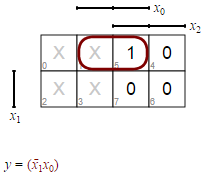 x₀
x₂
X X 1 0
0 1 5 4
X X 0 0
2 3 7 6
x₁
y = (x̄₁x₀)